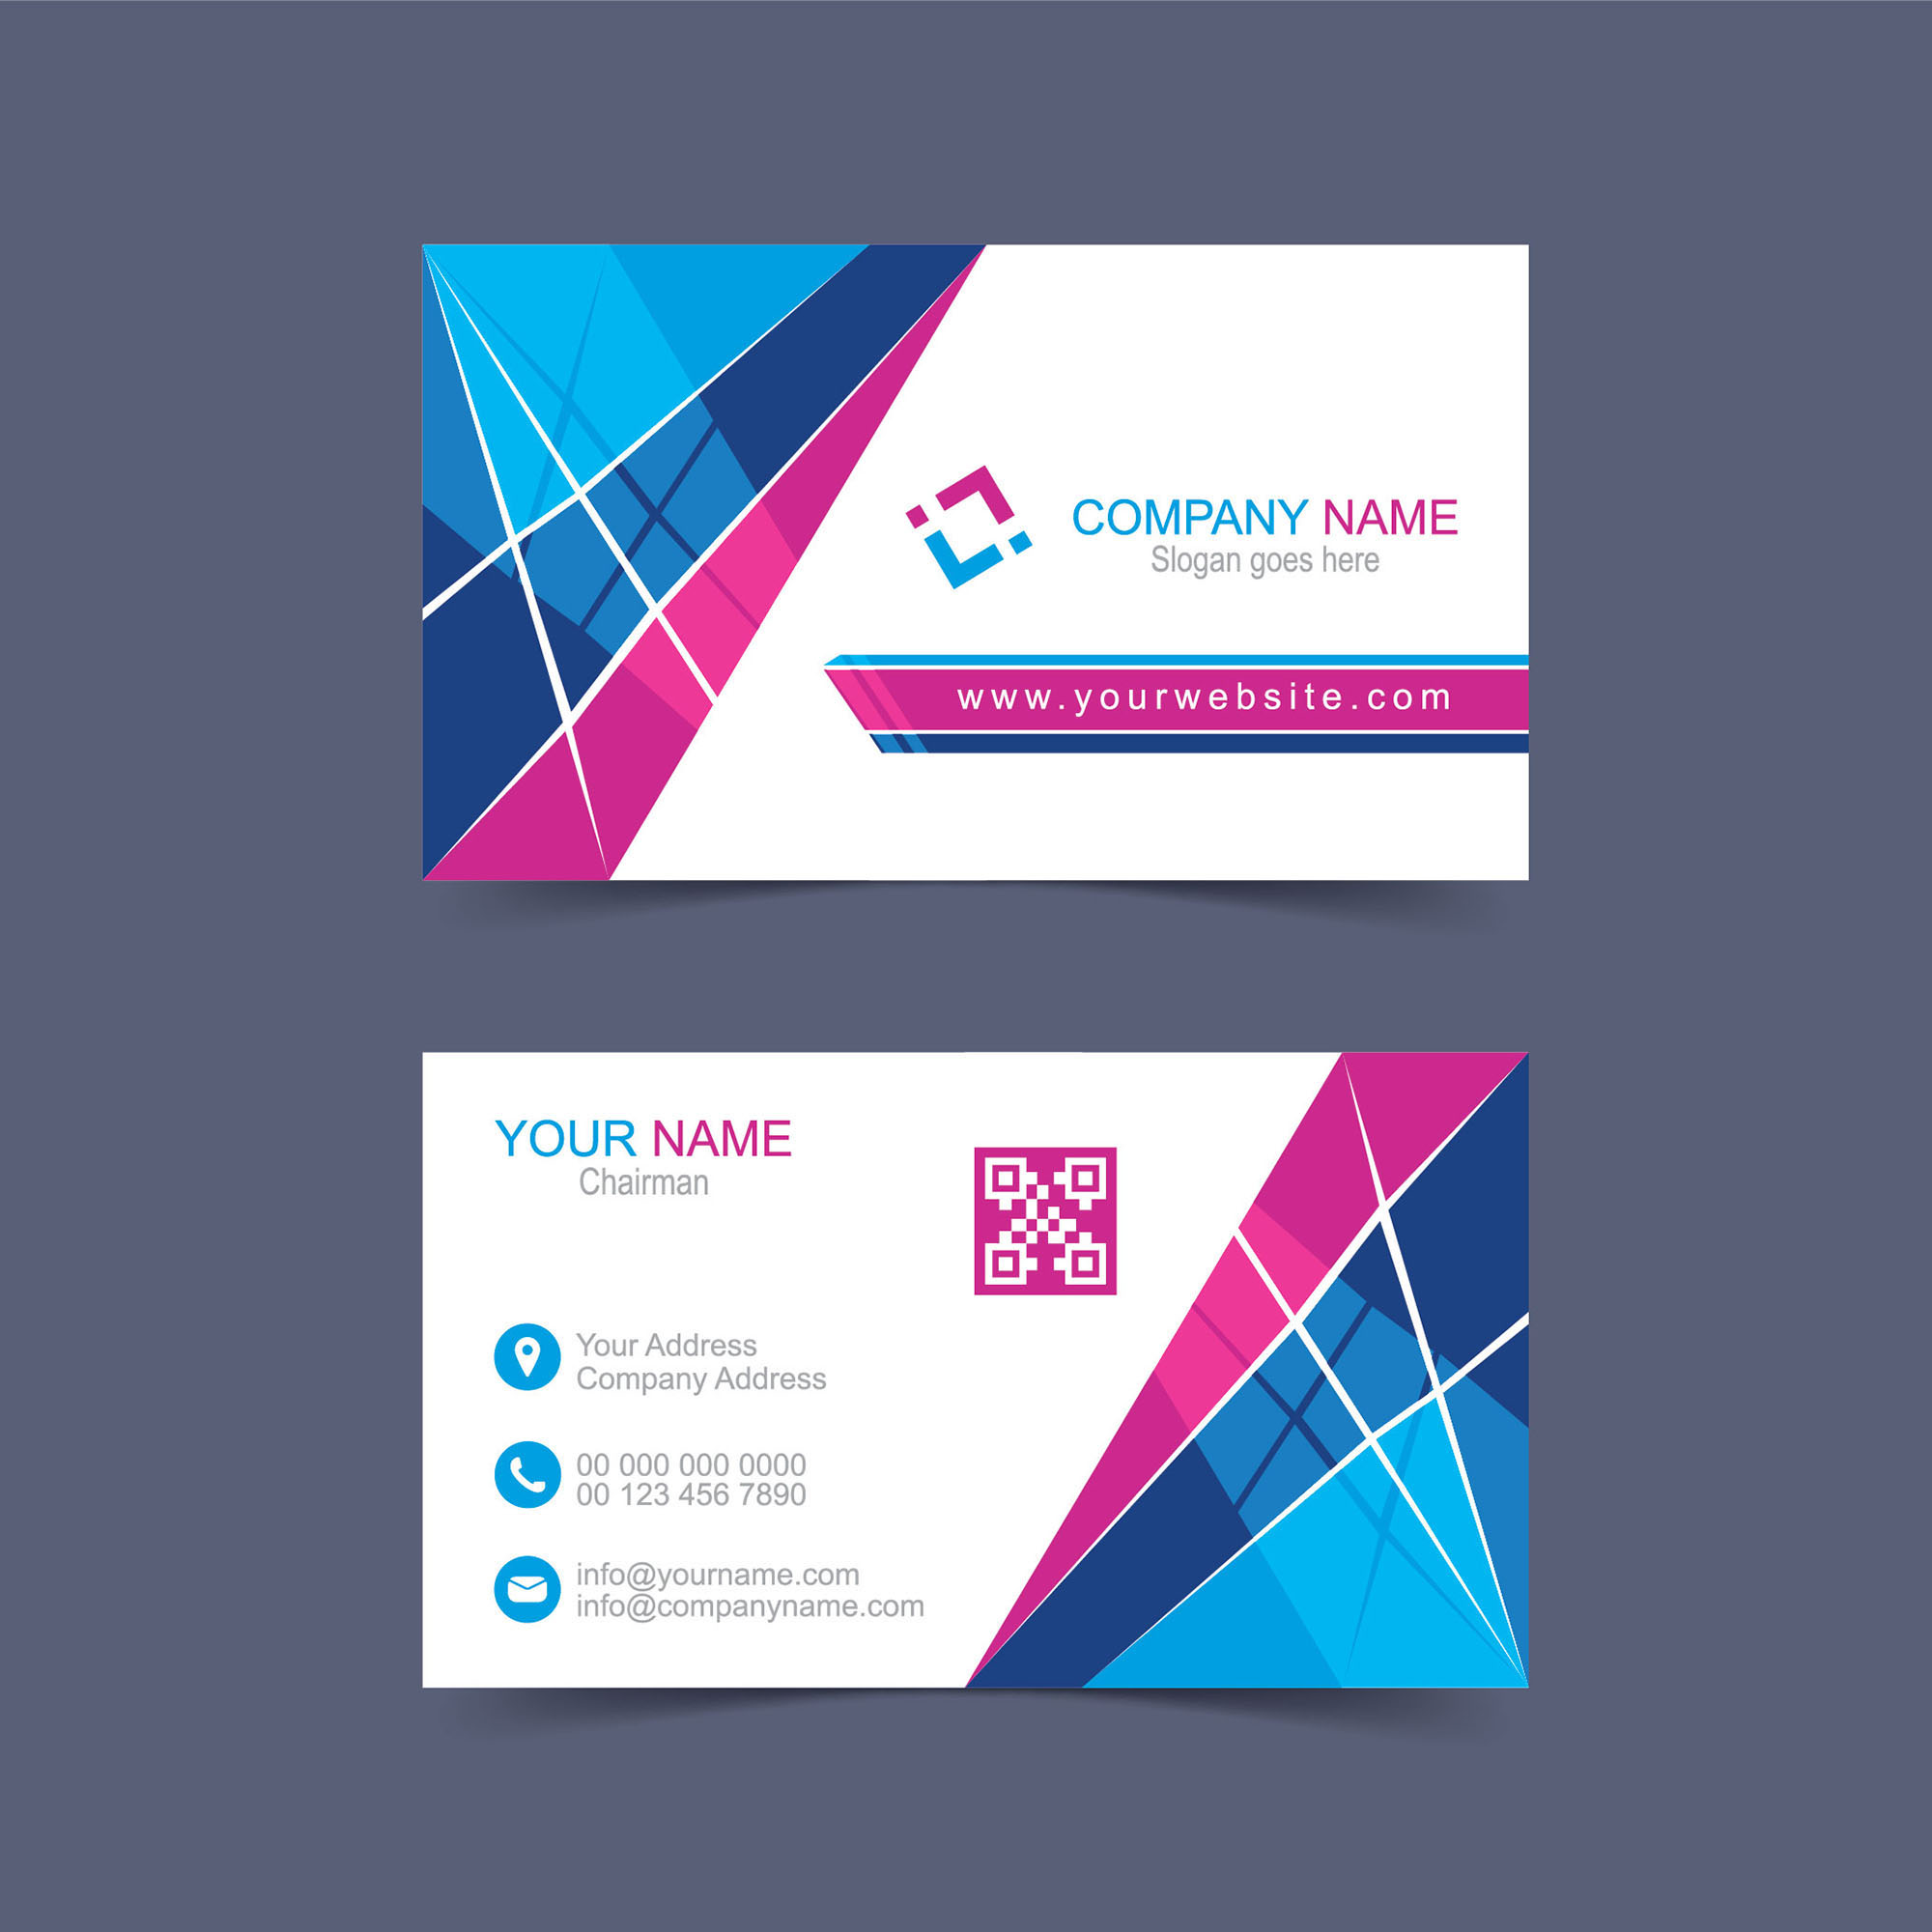 COMPANY NAME
Slogan goes here
www.yourwebsite.com
YOUR NAME
Chairman
Your Address
Company Address
00 000 000 0000
00 123 456 7890
info@yourname.com
info@companyname.com